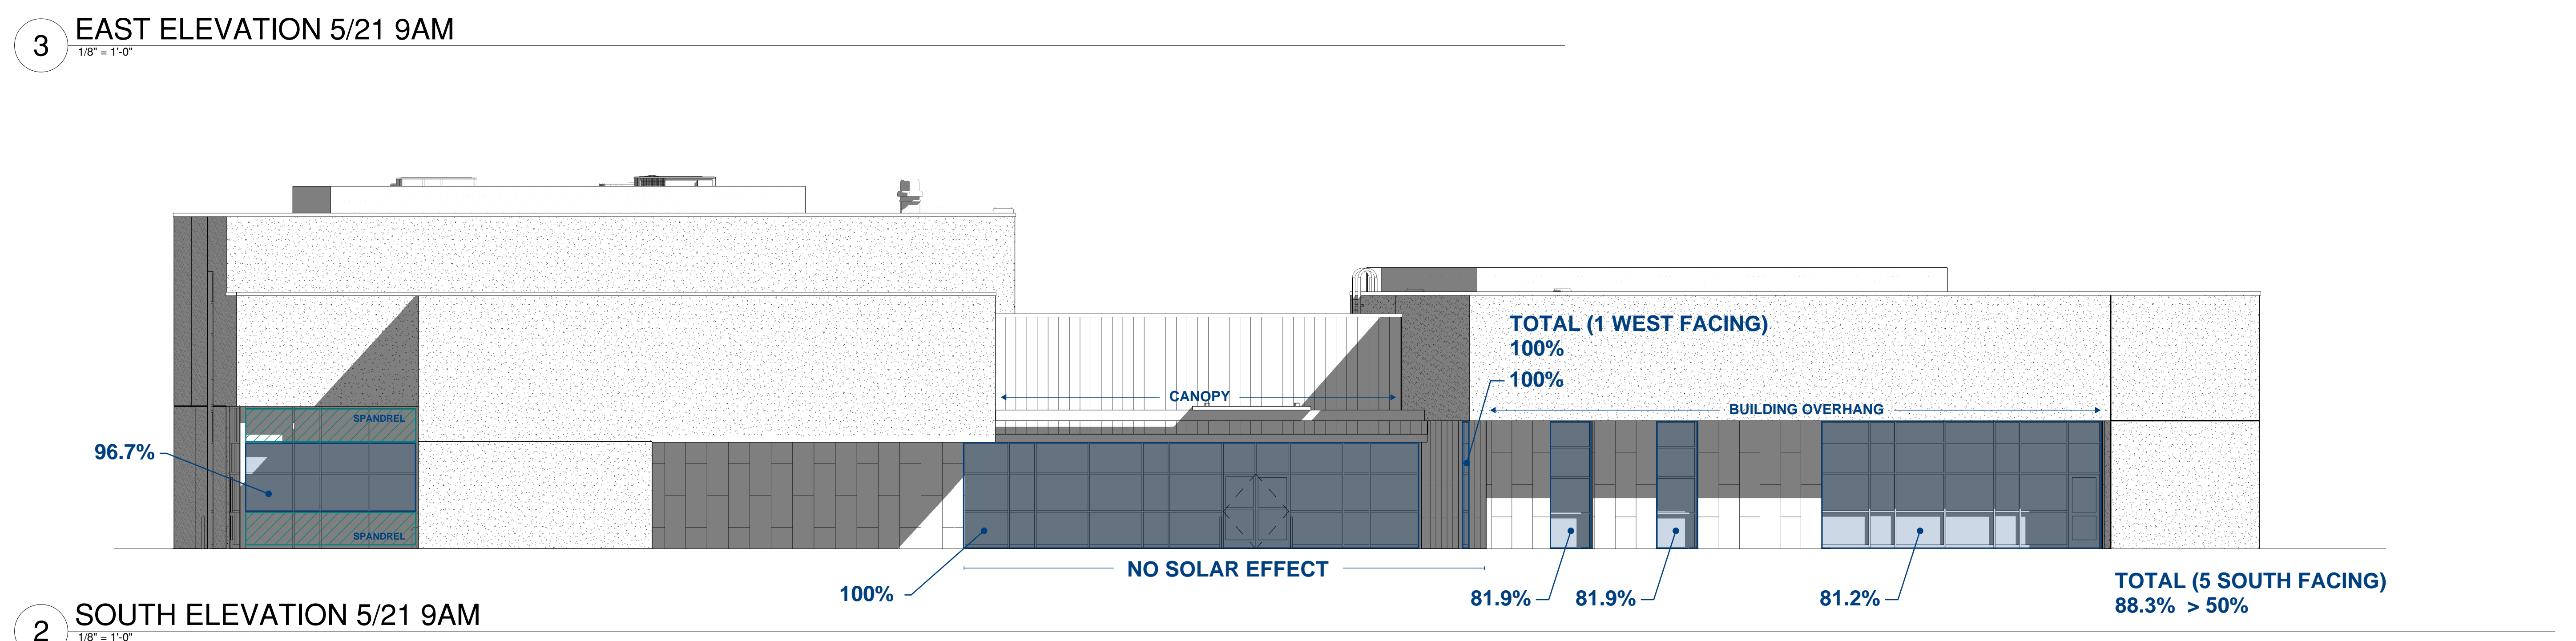 3
EAST ELEVATION 5/21 9AM
1/8" = 1'-0"
TOTAL (1 WEST FACING)
100%
100%
CANOPY
BUILDING OVERHANG
SPANDREL
96.7%
SPANDREL
NO SOLAR EFFECT
100%
81.9%
81.9%
81.2%
TOTAL (5 SOUTH FACING)
88.3% > 50%
2
SOUTH ELEVATION 5/21 9AM
1/8" = 1'-0"